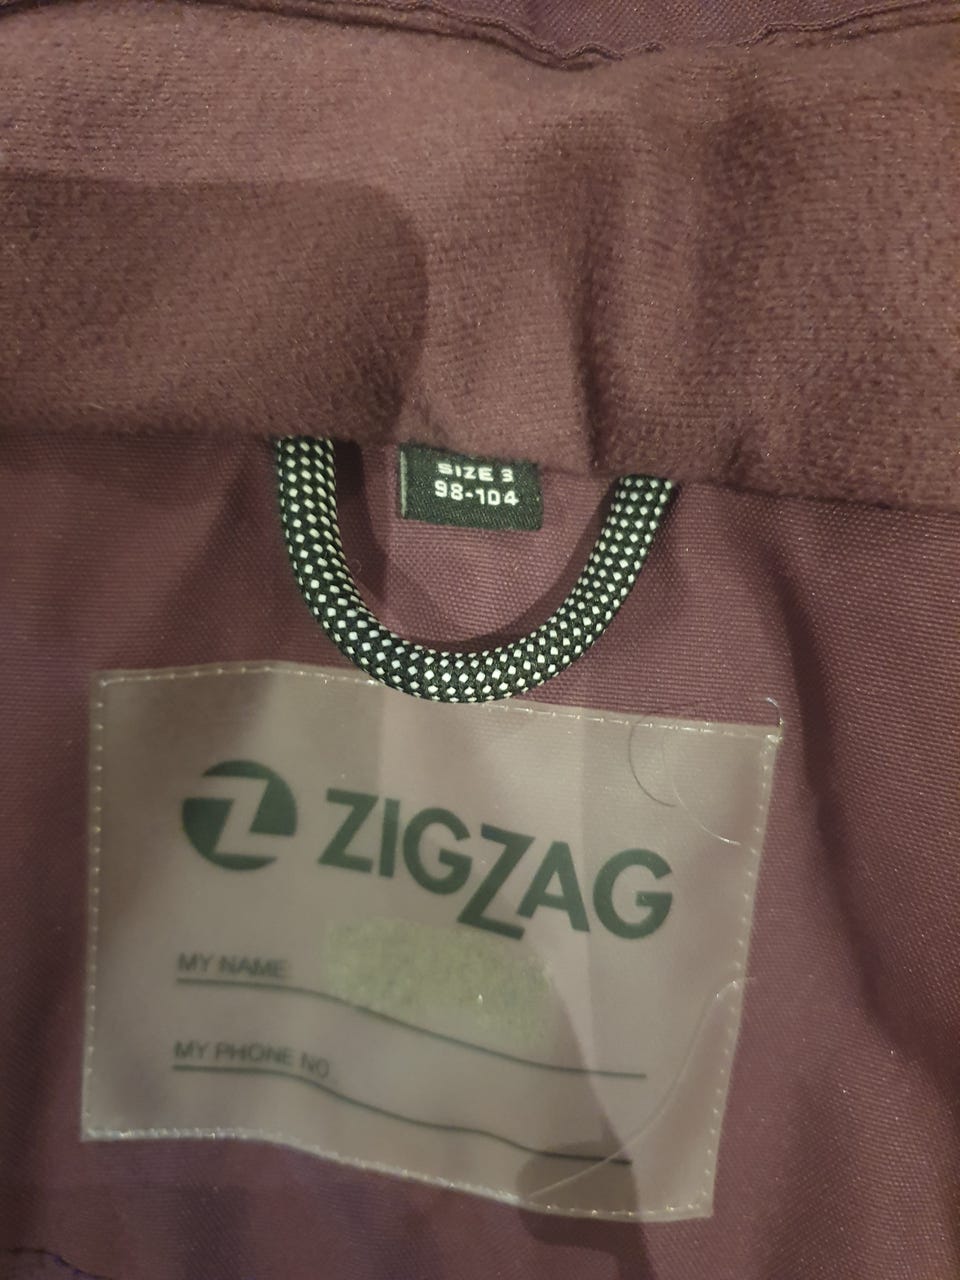 SIZE 3
98-104
ZIGZAG
MY NAME
MY PHONE NO.